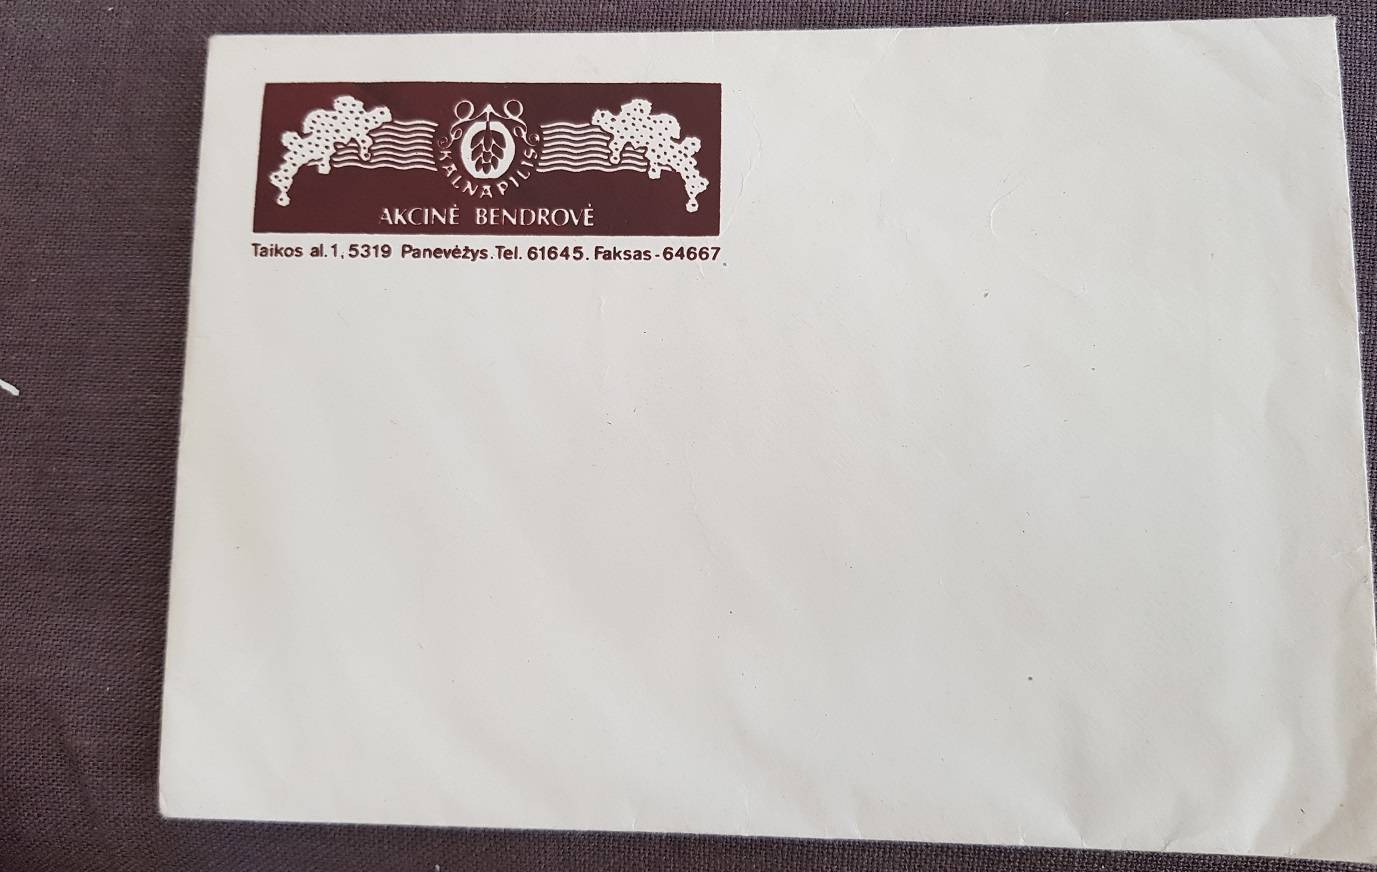 KALNAPILIS
AKCINĖ BENDROVĖ
Taikos al. 1, 5319 Panevėžys. Tel. 61645. Faksas - 64667